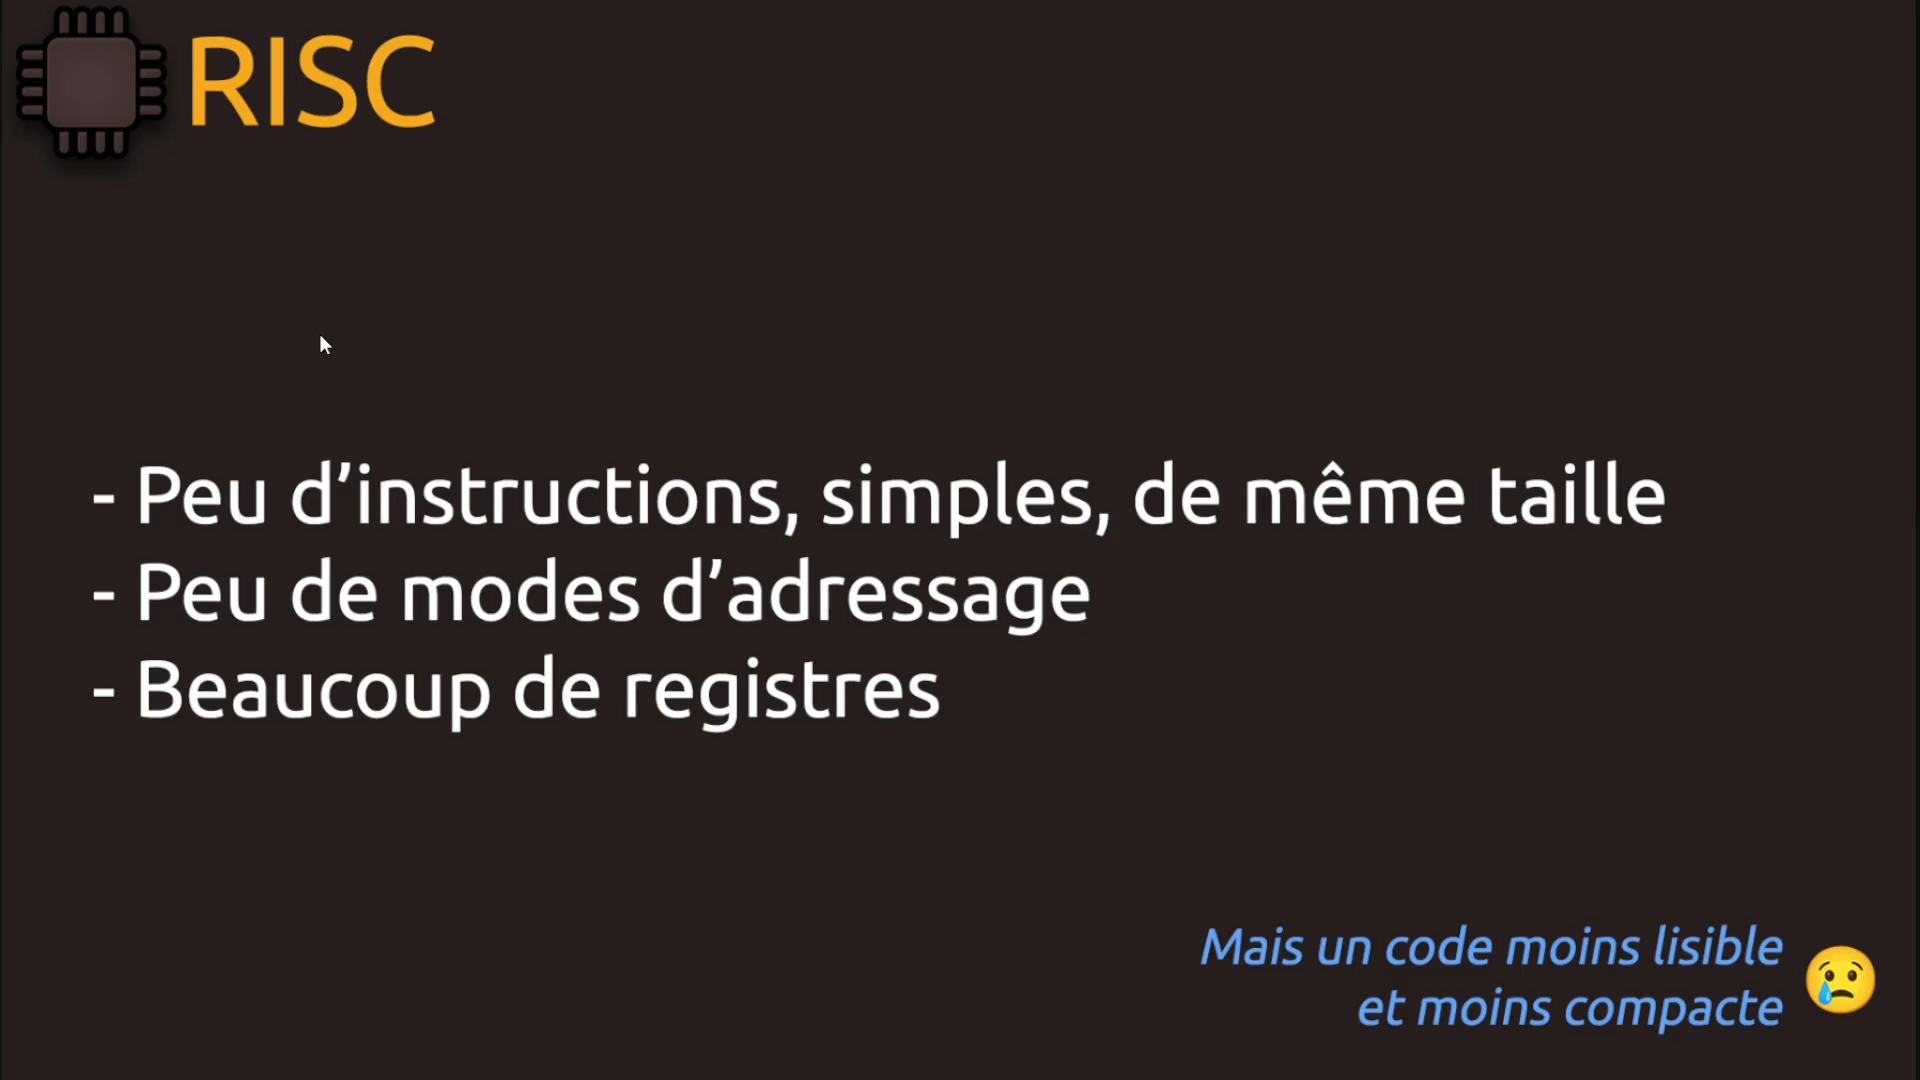 RISC
- Peu d’instructions, simples, de même taille
- Peu de modes d’adressage
- Beaucoup de registres
Mais un code moins lisible
et moins compacte